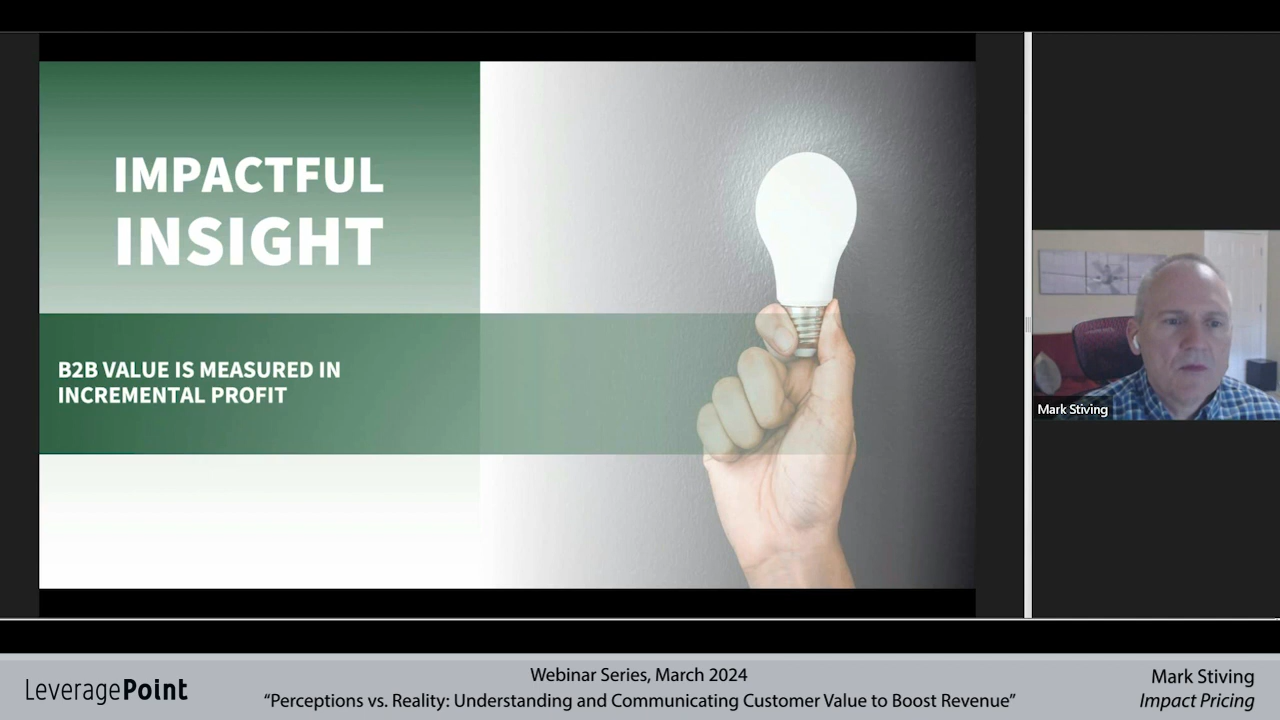 IMPACTFUL
INSIGHT
B2B VALUE IS MEASURED IN
INCREMENTAL PROFIT
Mark Stiving
LeveragePoint
Webinar Series, March 2024
“Perceptions vs. Reality: Understanding and Communicating Customer Value to Boost Revenue”
Mark Stiving
Impact Pricing